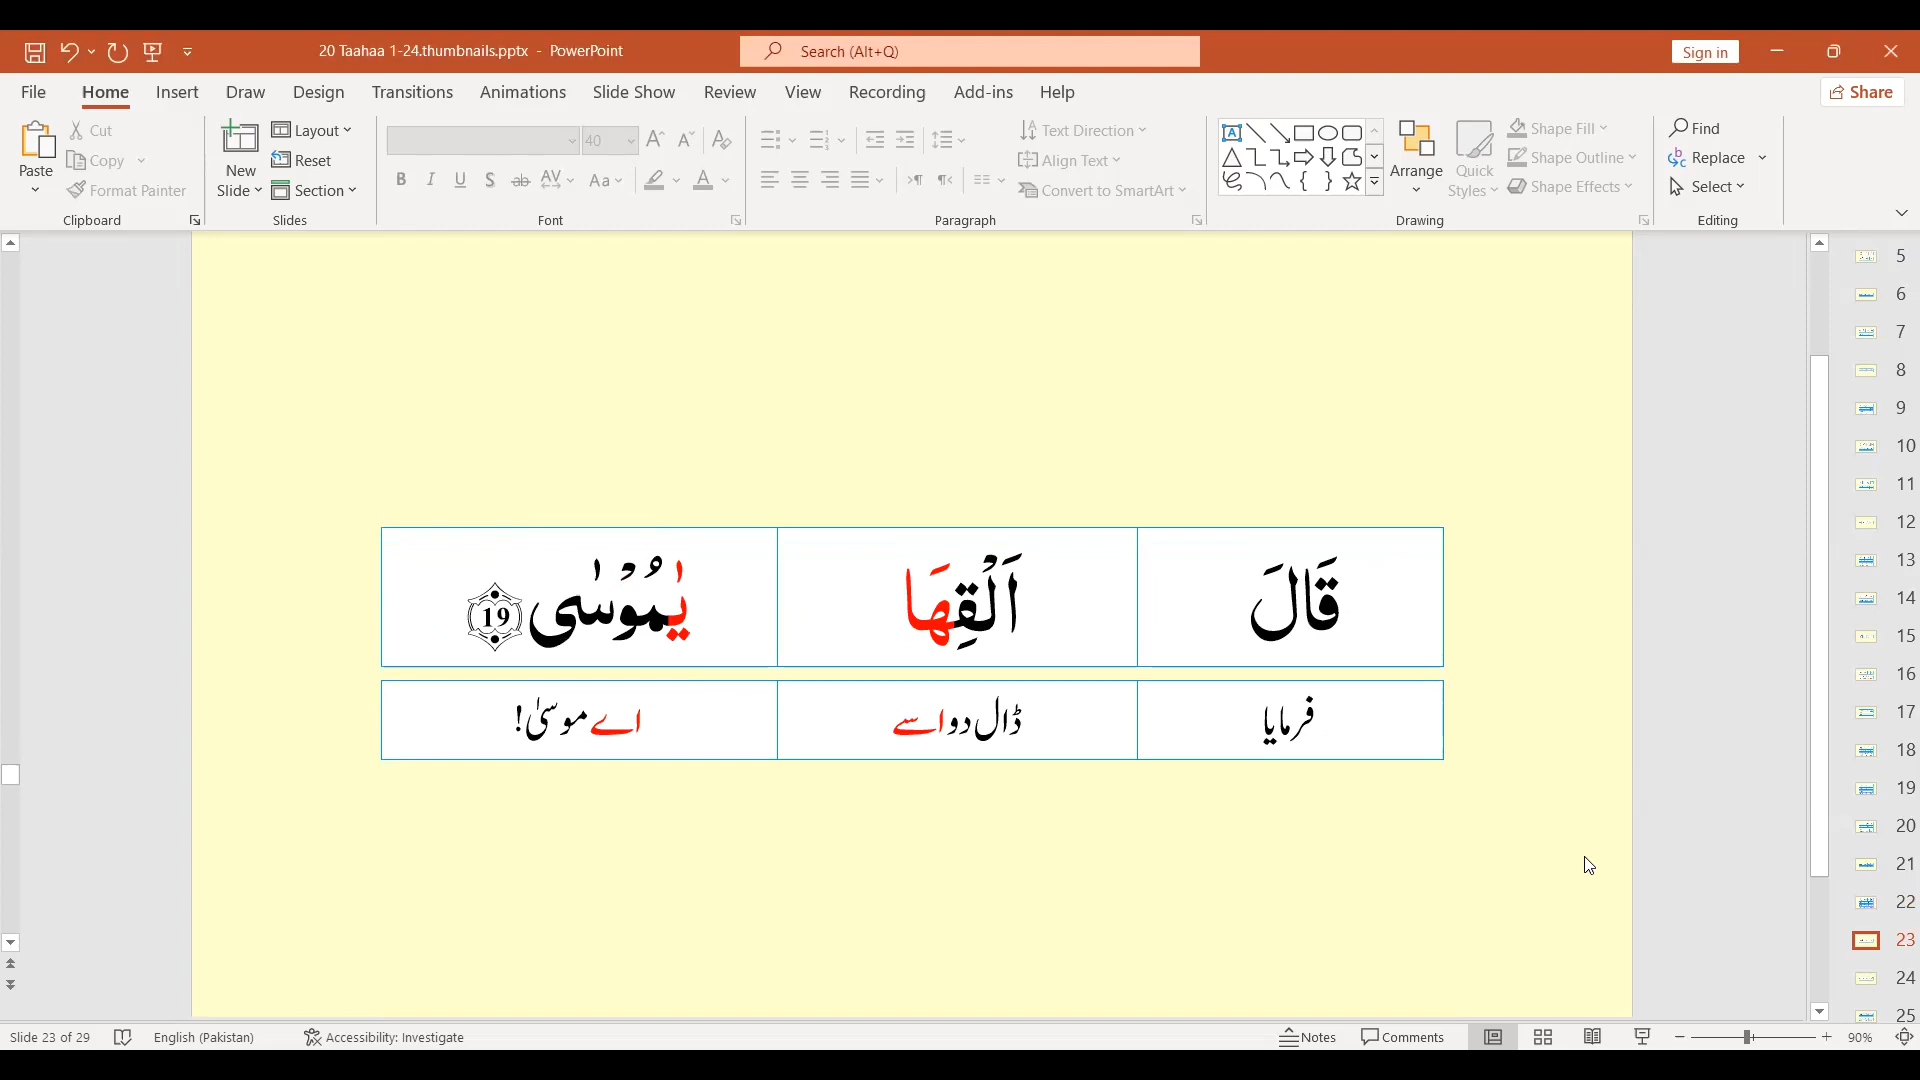 20 Taahaa 1-24.thumbnails.pptx - PowerPoint
Search (Alt+Q)
Sign in
File Home Insert Draw Design Transitions Animations Slide Show Review View Recording Add-ins Help
Share
Paste
Cut
Copy
Format Painter
Clipboard
New Slide
Layout
Reset
Section
Slides
40
Font
Text Direction
Align Text
Convert to SmartArt
Paragraph
Arrange
Quick Styles
Shape Fill
Shape Outline
Shape Effects
Drawing
Find
Replace
Select
Editing
قَالَ اَلْقِهَا يٰمُوْسٰى 19
فرمایا ڈال دو اسے اے موسیٰ!
5
6
7
8
9
10
11
12
13
14
15
16
17
18
19
20
21
22
23
24
25
Slide 23 of 29 English (Pakistan) Accessibility: Investigate Notes Comments 90%